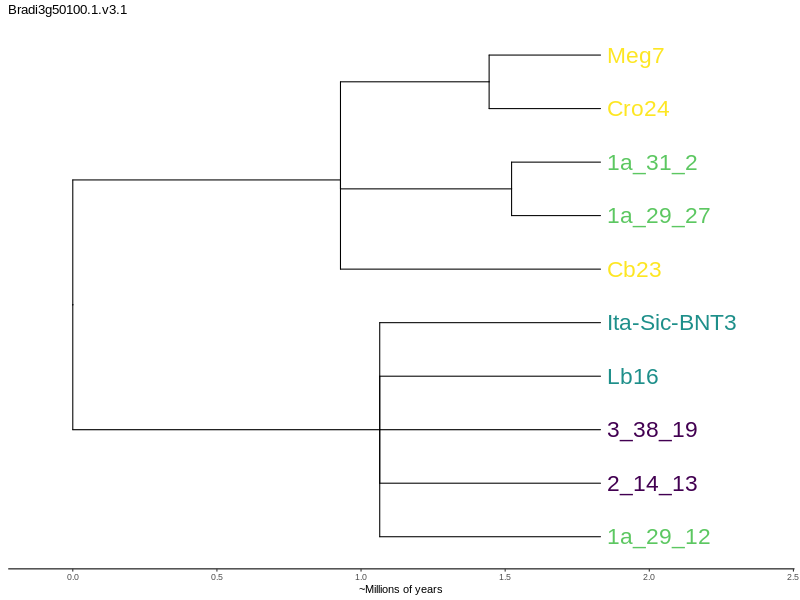 Bradi3g50100.1.v3.1
Meg7
Cro24
1a_31_2
1a_29_27
Cb23
Ita-Sic-BNT3
Lb16
3_38_19
2_14_13
1a_29_12
0.0 0.5 1.0 1.5 2.0 2.5
~Millions of years